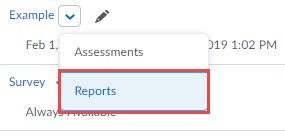 Example
Feb 1, 2019 1:02 PM
Assessments
Survey
Reports
Always Available